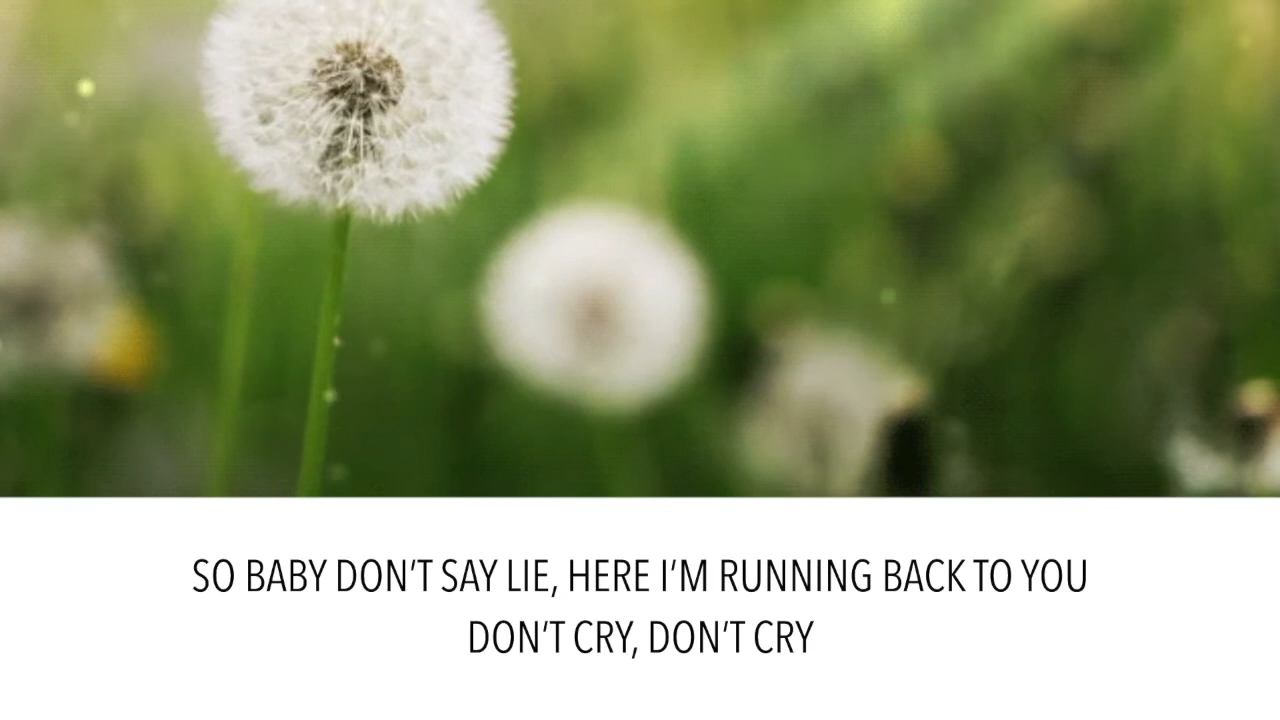 SO BABY DON’T SAY LIE, HERE I’M RUNNING BACK TO YOU
DON’T CRY, DON’T CRY